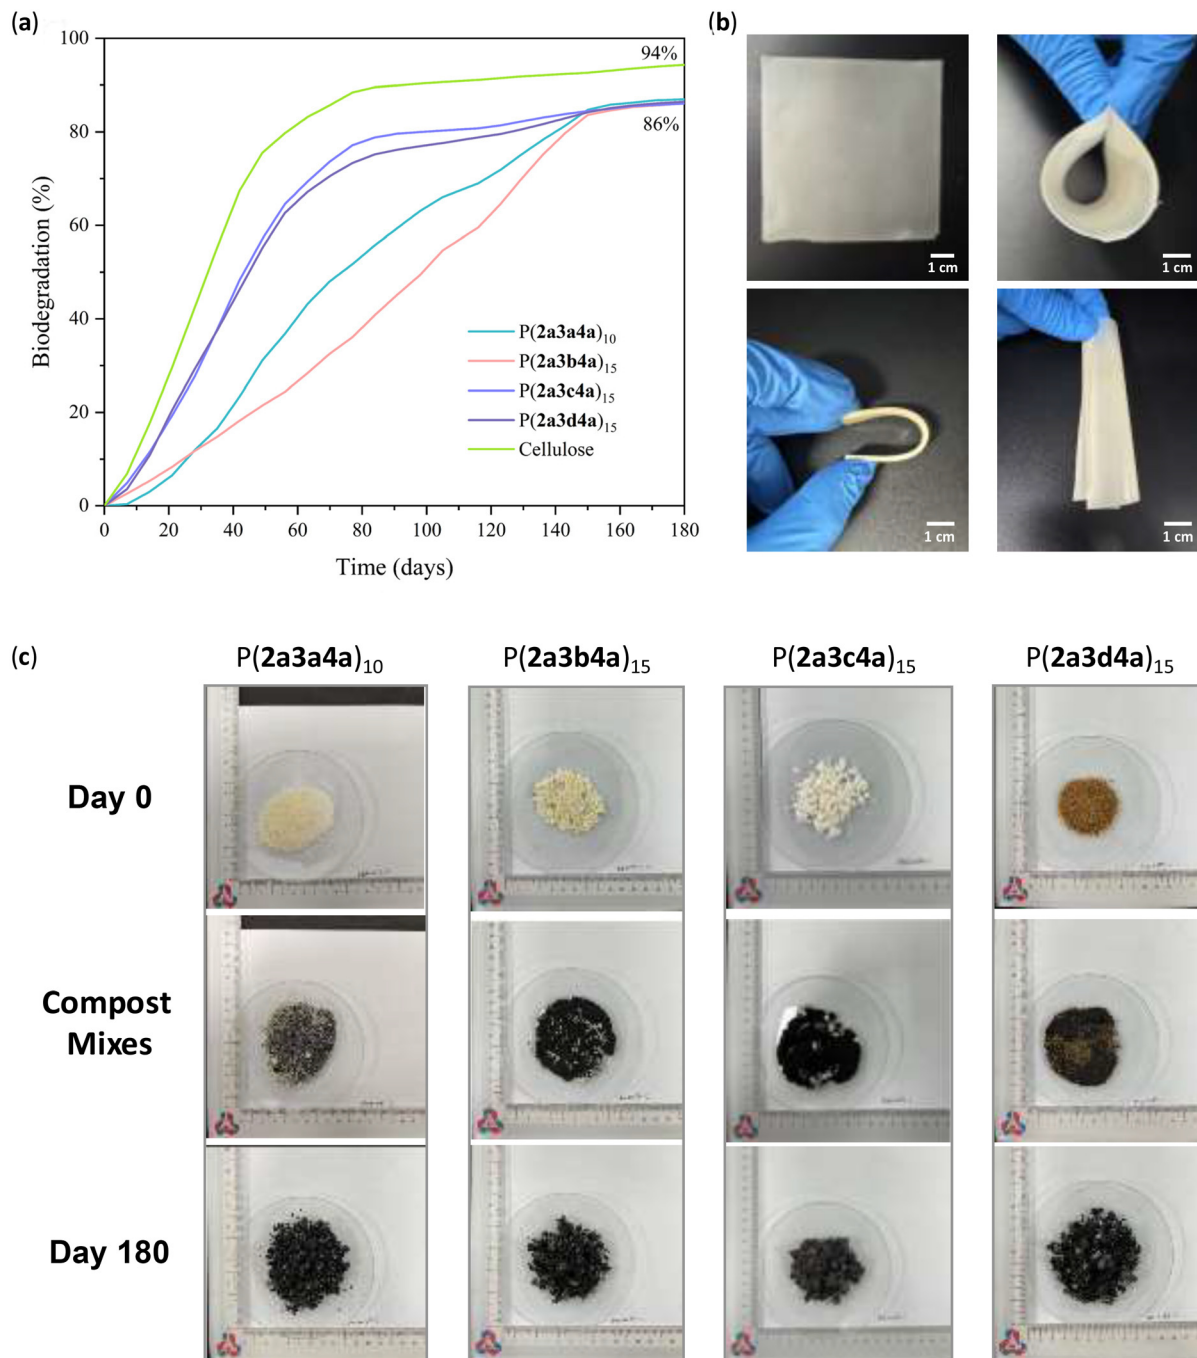 (a)
100
80
60
40
20
0
Biodegradation (%)
0 20 40 60 80 100 120 140 160 180
Time (days)
94%
86%
P(2a3a4a)10
P(2a3b4a)15
P(2a3c4a)15
P(2a3d4a)15
Cellulose
(b)
1 cm
1 cm
1 cm
1 cm
(c)
P(2a3a4a)10 P(2a3b4a)15 P(2a3c4a)15 P(2a3d4a)15
Day 0
Compost
Mixes
Day 180